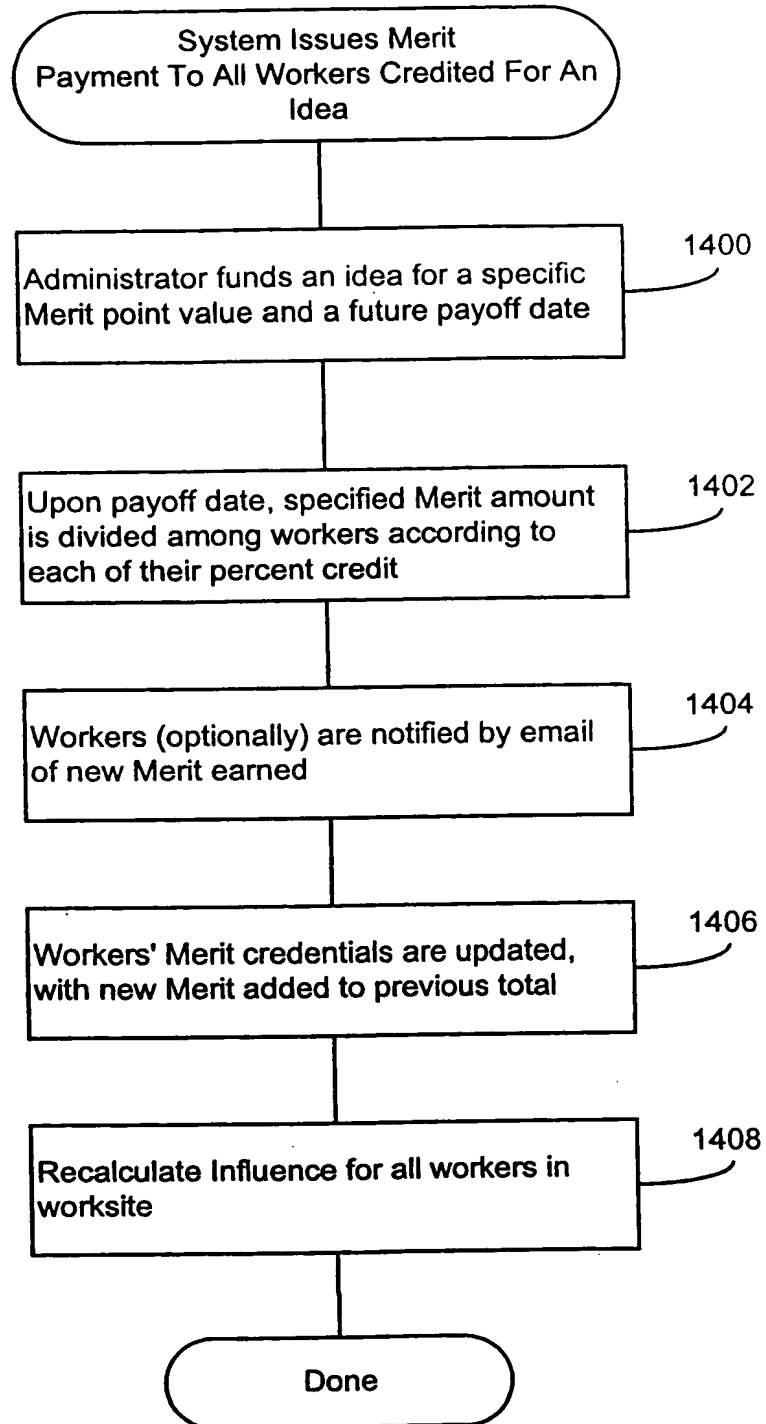 System Issues Merit
Payment To All Workers Credited For An
Idea
1400
Administrator funds an idea for a specific
Merit point value and a future payoff date
1402
Upon payoff date, specified Merit amount
is divided among workers according to
each of their percent credit
1404
Workers (optionally) are notified by email
of new Merit earned
1406
Workers' Merit credentials are updated,
with new Merit added to previous total
1408
Recalculate Influence for all workers in
worksite
Done